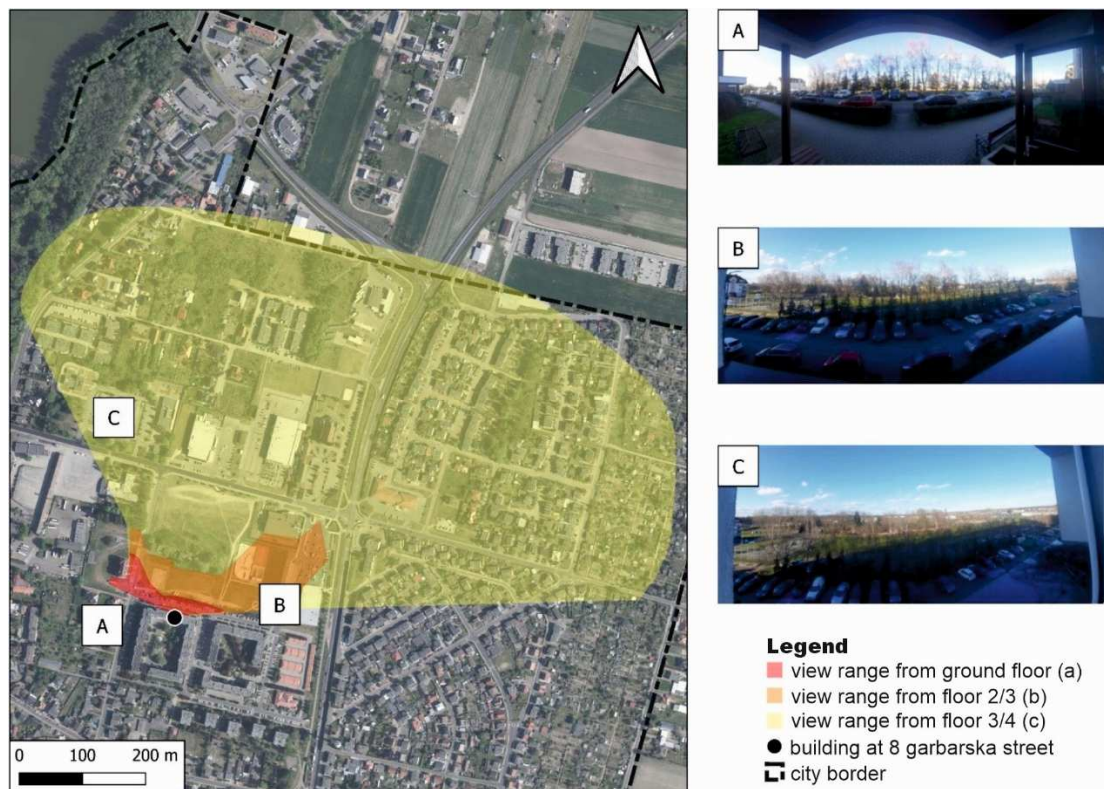 C
A
B
0 100 200 m
A
B
C
Legend
view range from ground floor (a)
view range from floor 2/3 (b)
view range from floor 3/4 (c)
building at 8 garbarska street
city border